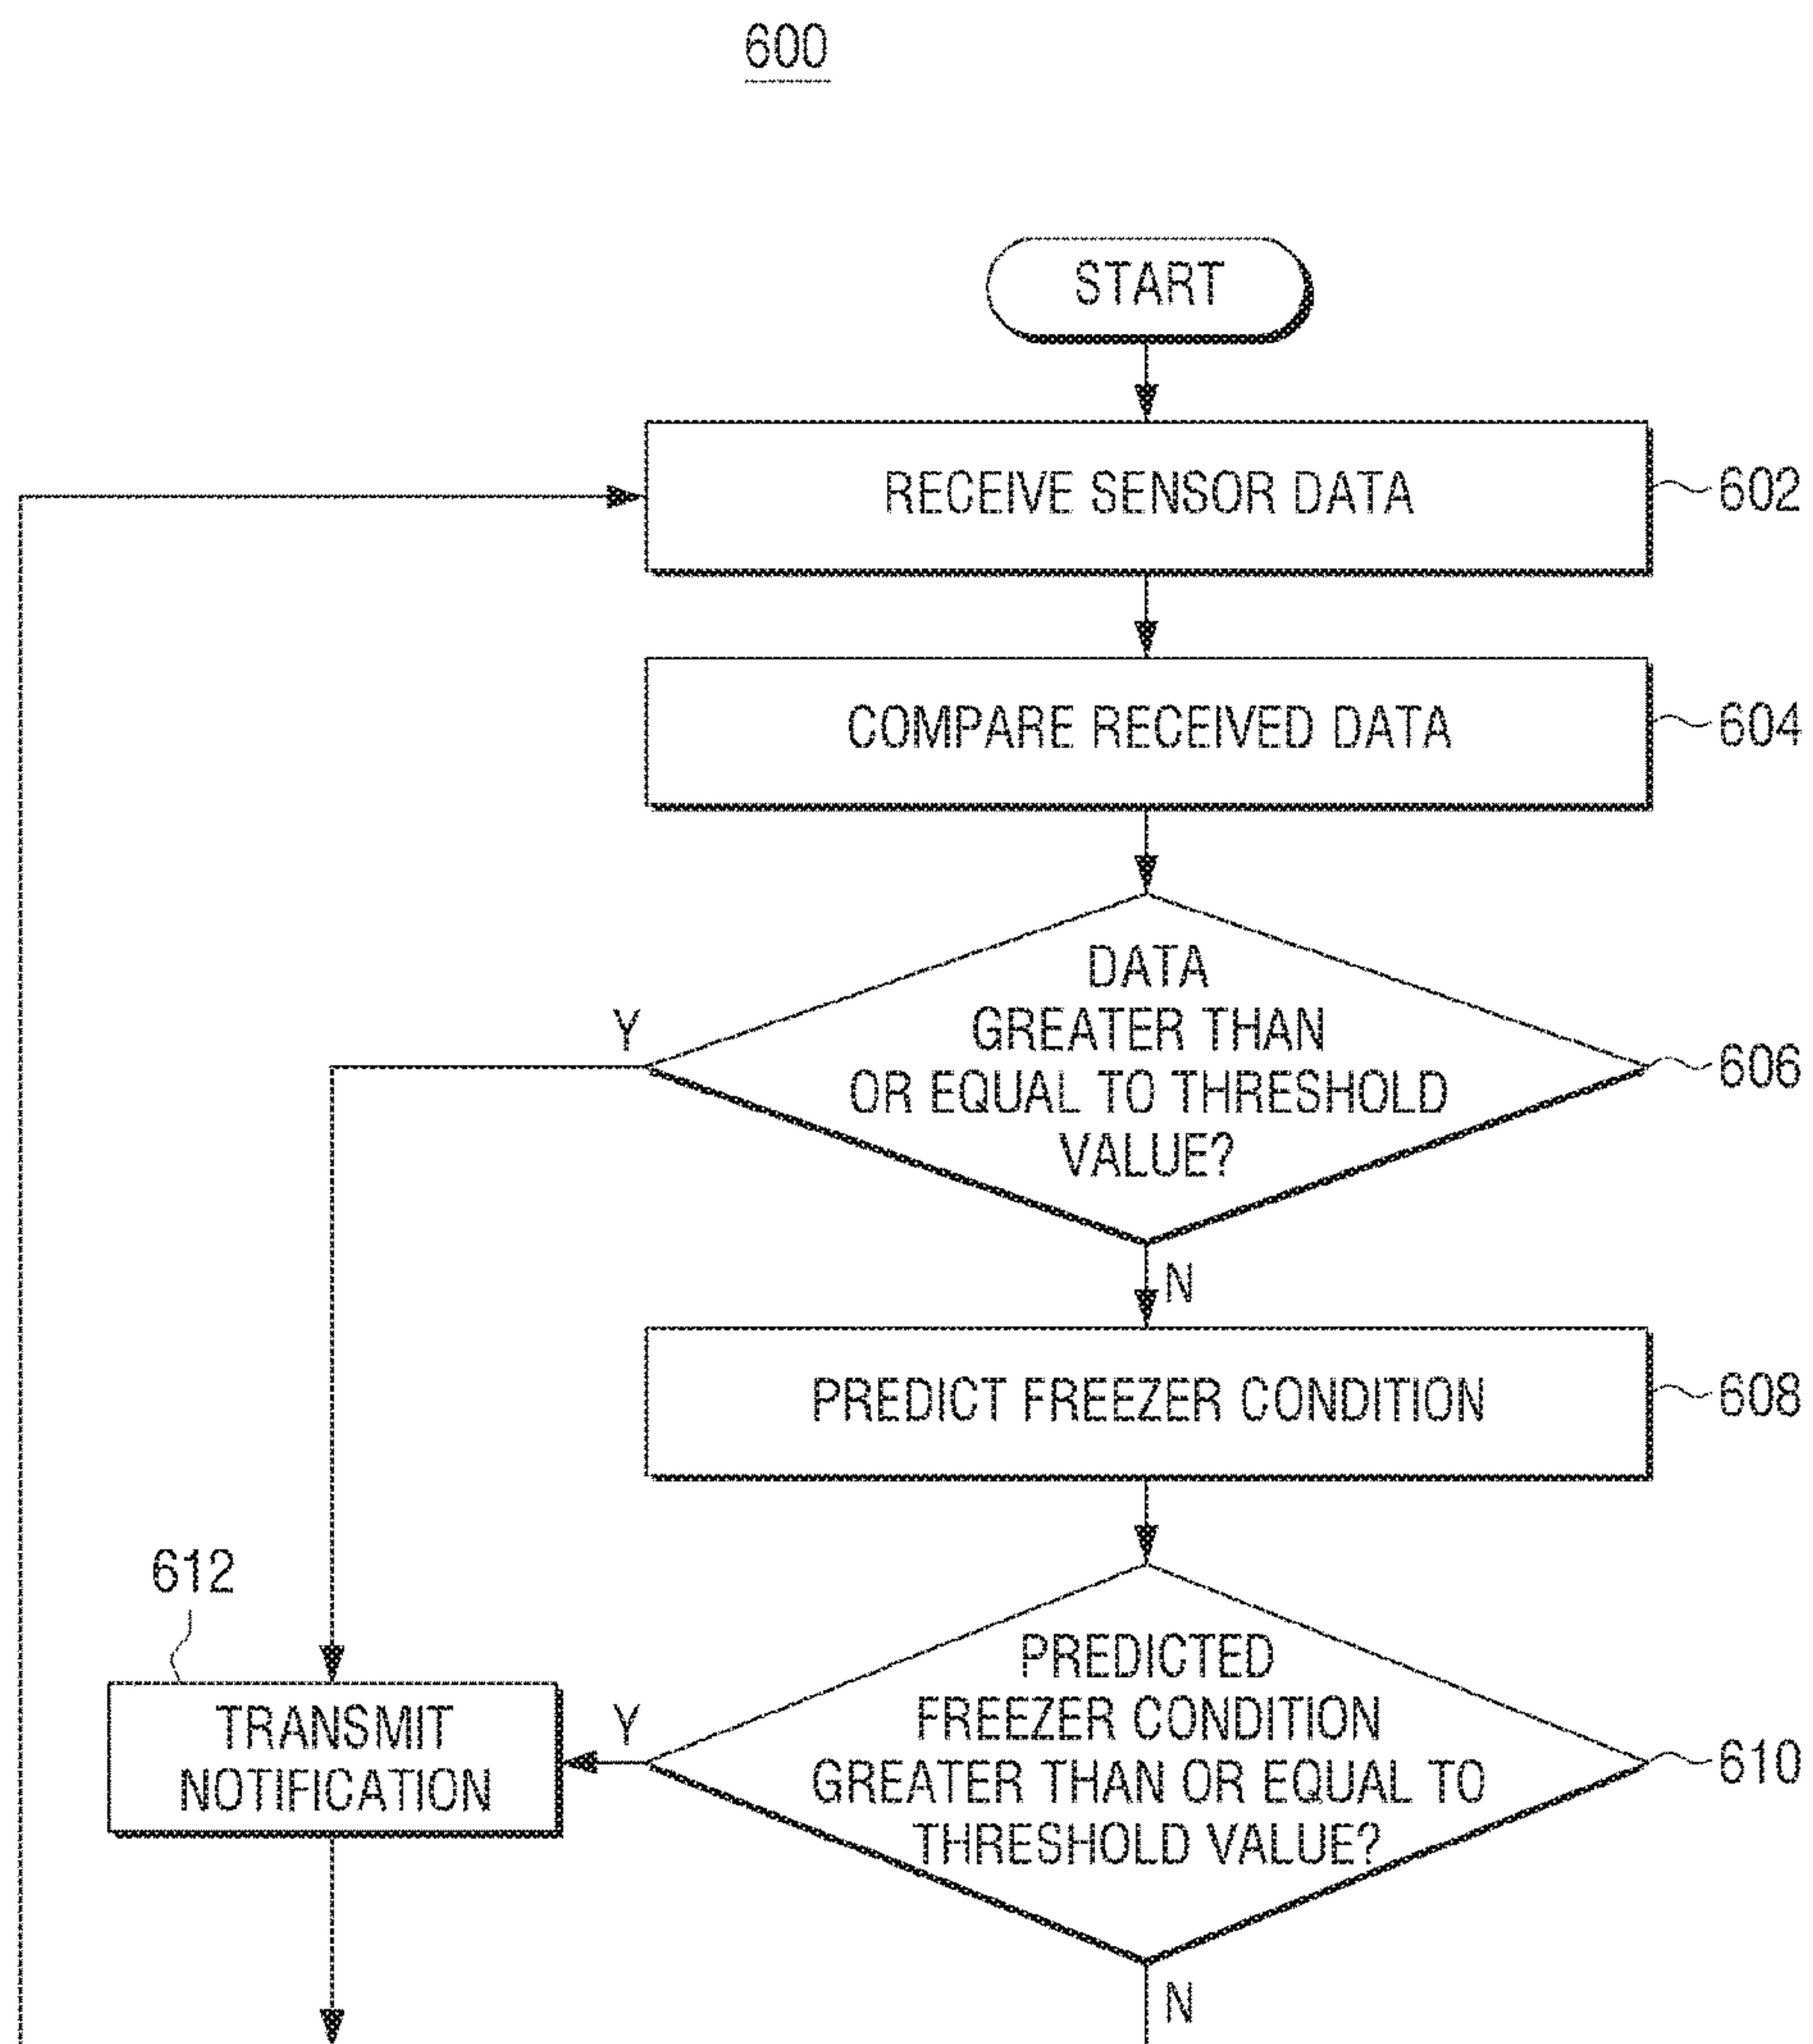 600
START
RECEIVE SENSOR DATA
602
COMPARE RECEIVED DATA
604
DATA
GREATER THAN
OR EQUAL TO THRESHOLD
VALUE?
606
Y
N
PREDICT FREEZER CONDITION
608
612
TRANSMIT
NOTIFICATION
Y
PREDICTED
FREEZER CONDITION
GREATER THAN OR EQUAL TO
THRESHOLD VALUE?
610
N